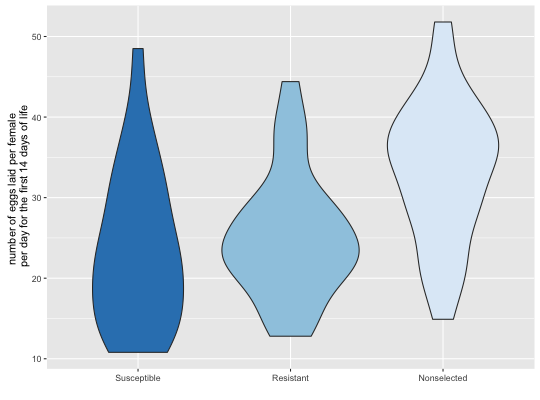 number of eggs laid per female
per day for the first 14 days of life
50
40
30
20
10
Susceptible
Resistant
Nonselected